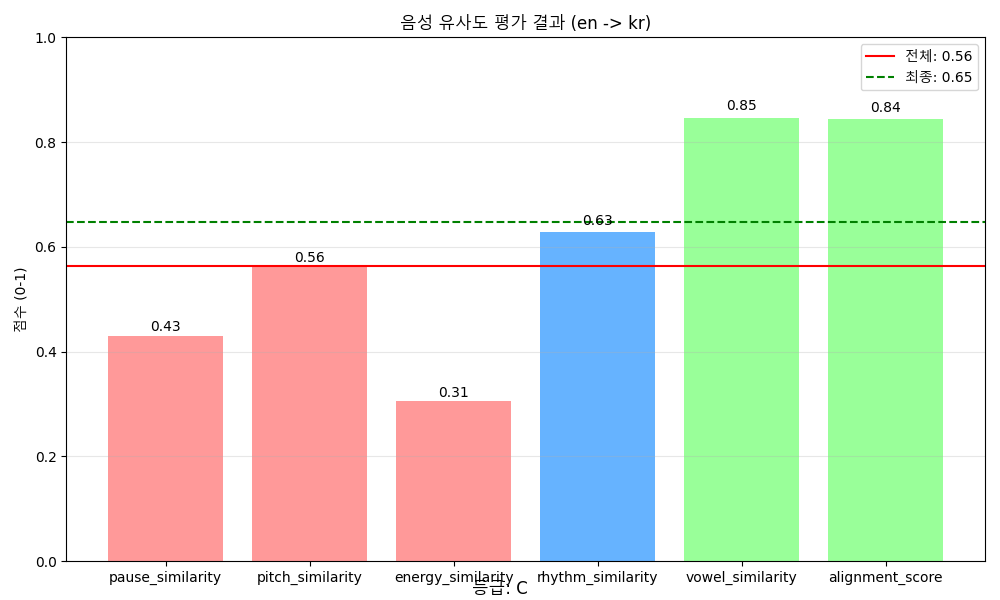 음성 유사도 평가 결과 (en -> kr)
전체: 0.56
최종: 0.65
점수 (0-1)
1.0
0.8
0.6
0.4
0.2
0.0
0.43
0.56
0.31
0.63
0.85
0.84
pause_similarity
pitch_similarity
energy_similarity
rhythm_similarity
vowel_similarity
alignment_score
등급: C